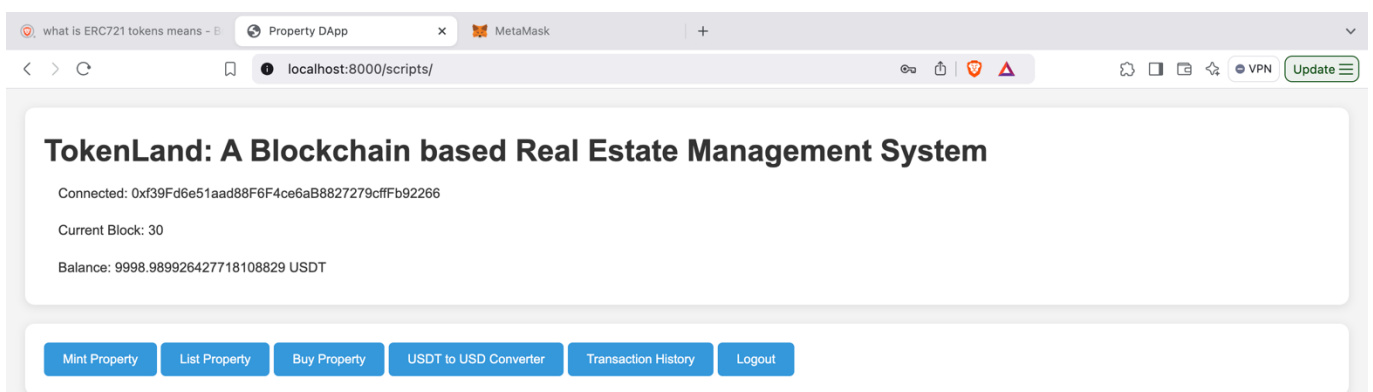 what is ERC721 tokens means - B
Property DApp
MetaMask
localhost:8000/scripts/
VPN
Update
TokenLand: A Blockchain based Real Estate Management System
Connected: 0xf39Fd6e51aad88F6F4ce6aB8827279cffFb92266
Current Block: 30
Balance: 9998.989926427718108829 USDT
Mint Property
List Property
Buy Property
USDT to USD Converter
Transaction History
Logout